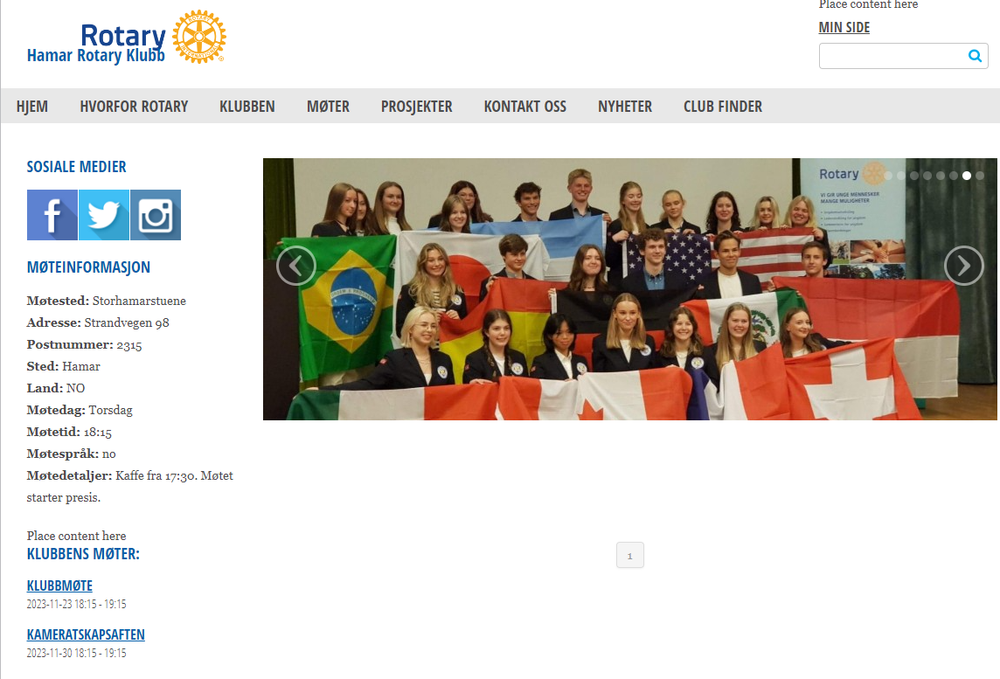 Place content here
MIN SIDE
Rotary
Hamar Rotary Klubb
HJEM HVORFOR ROTARY KLUBBEN MØTER PROSJEKTER KONTAKT OSS NYHETER CLUB FINDER
SOSIALE MEDIER
MØTEINFORMASJON
Møtested: Storhamarstuene
Adresse: Strandvegen 98
Postnummer: 2315
Sted: Hamar
Land: NO
Møtedag: Torsdag
Møtetid: 18:15
Møtespråk: no
Møtedetaljer: Kaffe fra 17:30. Møtet
starter presis.
Place content here
KLUBBENS MØTER:
KLUBBMØTE
2023-11-23 18:15 - 19:15
KAMERATSKAPSAFTEN
2023-11-30 18:15 - 19:15
Rotary
VI GIR UNGE MENNESKER
MANGE MULIGHETER
1